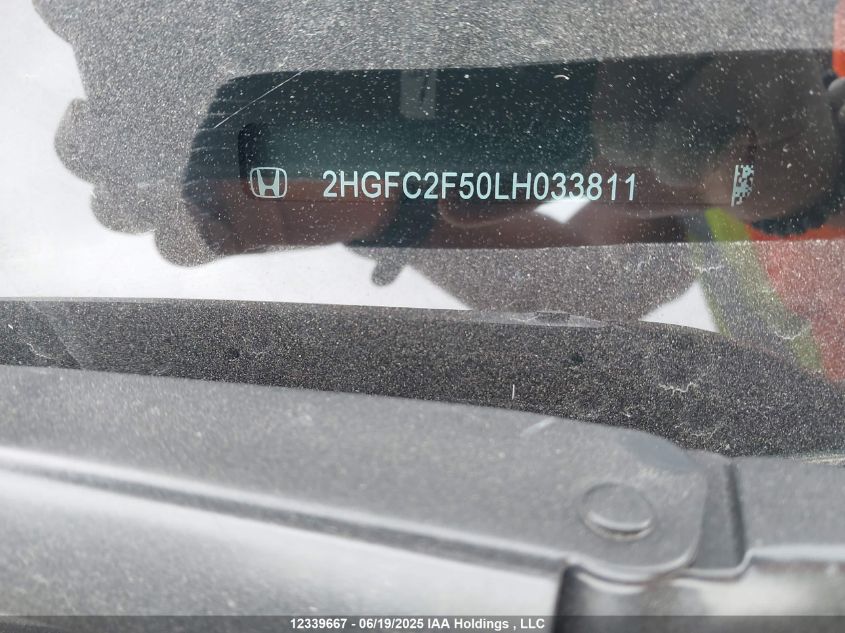 2HGFC2F50LH033811
12339667 - 06/19/2025 IAA Holdings , LLC